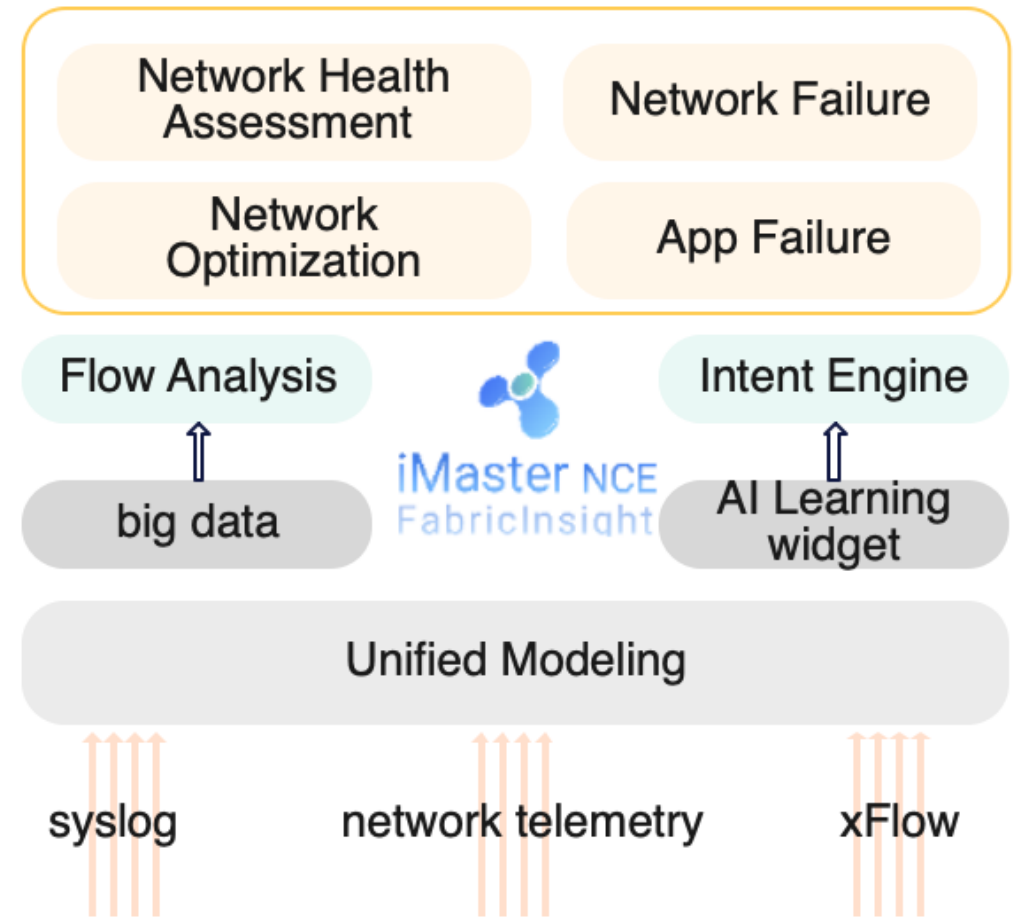 Network Health
Assessment
Network Failure
Network
Optimization
App Failure
Flow Analysis
Intent Engine
iMaster NCE
FabricInsight
big data
AI Learning
widget
Unified Modeling
syslog
network telemetry
xFlow